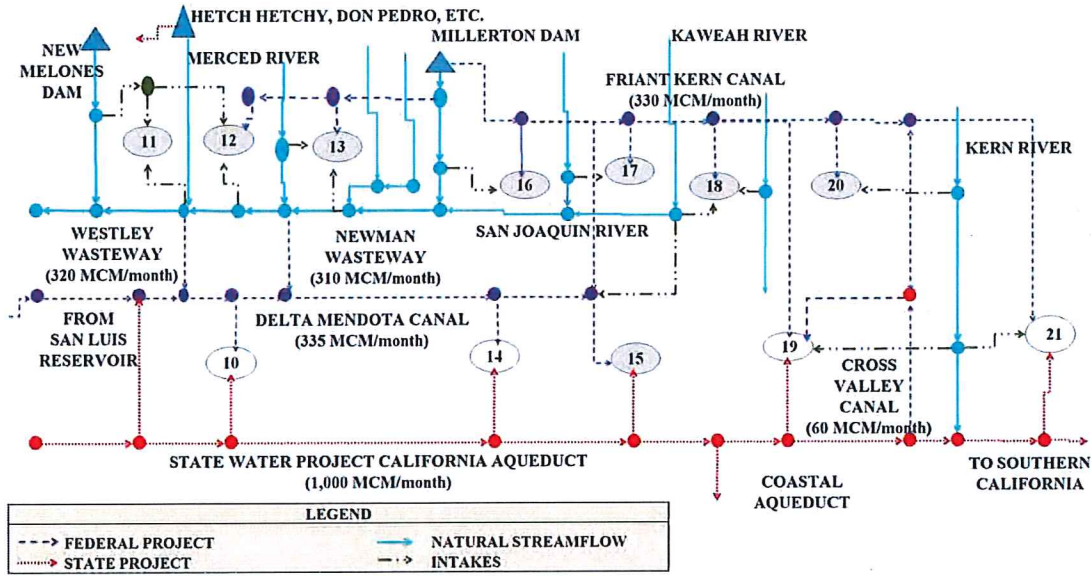 HETCH HETCHY, DON PEDRO, ETC.
NEW
MELONES
DAM
MERCED RIVER
MILLERTON DAM
KAWEAH RIVER
FRIANT KERN CANAL
(330 MCM/month)
11
12
13
16
17
18
20
KERN RIVER
WESTLEY
WASTEWAY
(320 MCM/month)
NEWMAN
WASTEWAY
(310 MCM/month)
SAN JOAQUIN RIVER
FROM
SAN LUIS
RESERVOIR
DELTA MENDOTA CANAL
(335 MCM/month)
10
14
15
19
21
CROSS
VALLEY
CANAL
(60 MCM/month)
STATE WATER PROJECT CALIFORNIA AQUEDUCT
(1,000 MCM/month)
COASTAL
AQUEDUCT
TO SOUTHERN
CALIFORNIA
LEGEND
FEDERAL PROJECT
NATURAL STREAMFLOW
STATE PROJECT
INTAKES